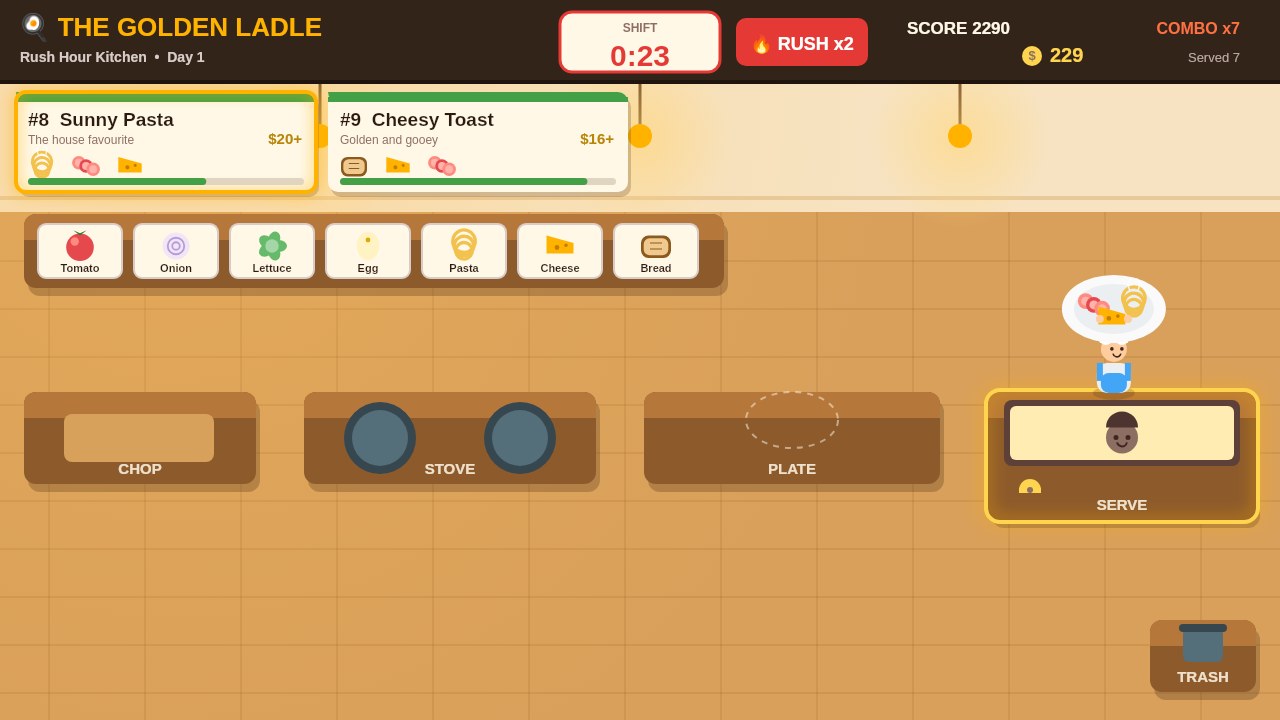 THE GOLDEN LADLE
Rush Hour Kitchen • Day 1
SHIFT
0:23
RUSH x2
SCORE 2290
$ 229
COMBO x7
Served 7
#8 Sunny Pasta
The house favourite
$20+
#9 Cheesy Toast
Golden and gooey
$16+
Tomato
Onion
Lettuce
Egg
Pasta
Cheese
Bread
CHOP
STOVE
PLATE
SERVE
TRASH